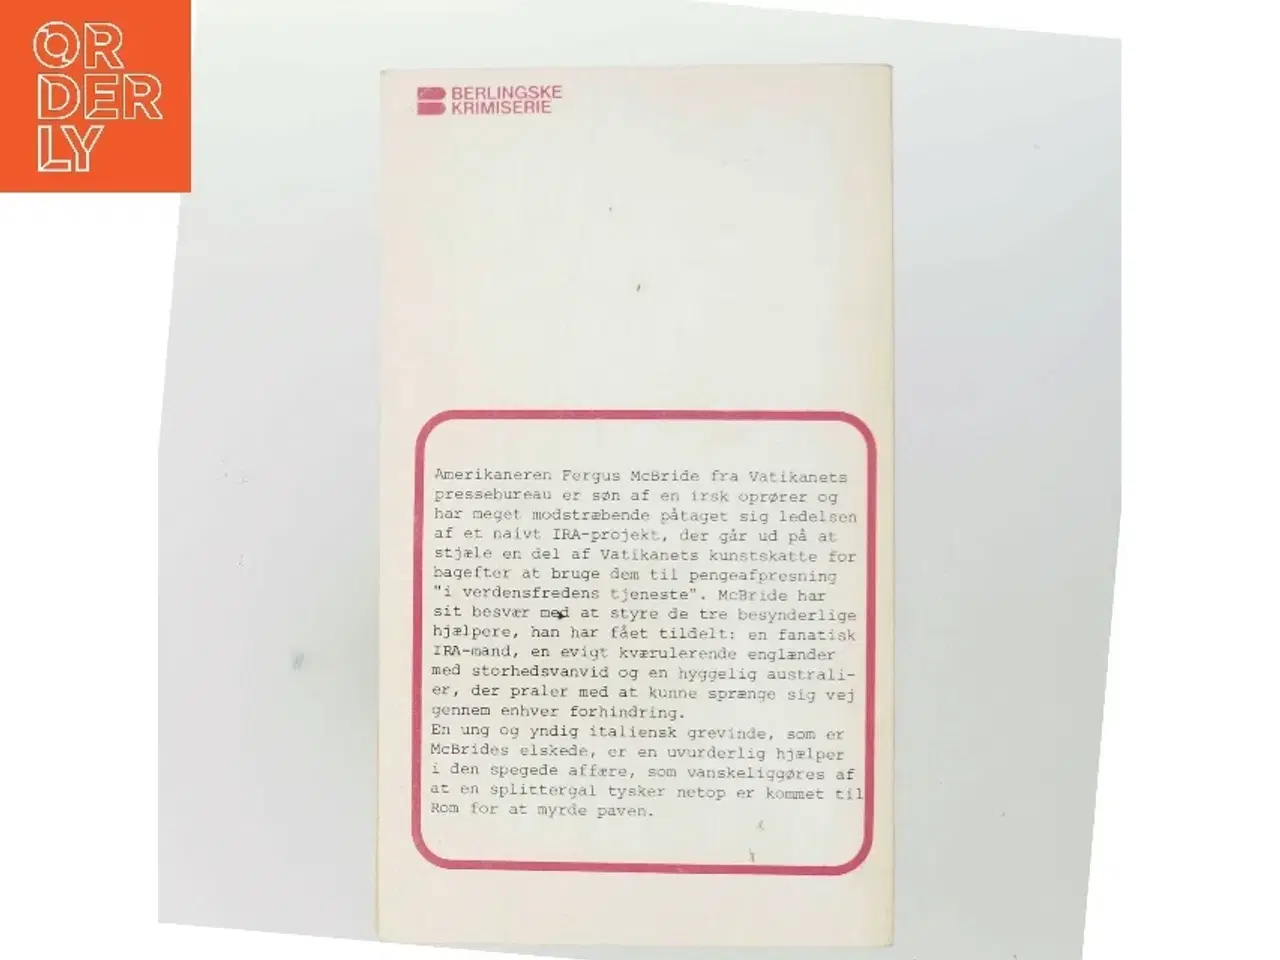 ORDERLY
BERLINGSKE
KRIMISERIE
Amerikaneren Fergus McBride fra Vatikanets
pressebureau er søn af en irsk oprører og
har meget modstræbende påtaget sig ledelsen
af et naivt IRA-projekt, der går ud på at
stjæle en del af Vatikanets kunstskatte for
bagefter at bruge dem til pengeafpresning
"i verdensfredens tjeneste". McBride har
sit besvær med at styre de tre besynderlige
hjælpere, han har fået tildelt: en fanatisk
IRA-mand, en evigt kværulerende englænder
med storhedsvanvid og en hyggelig australi-
er, der praler med at kunne sprænge sig vej
gennem enhver forhindring.
En ung og yndig italiensk grevinde, som er
McBrides elskede, er en uvurderlig hjælper
i den spegede affære, som vanskeliggøres af
at en splittergal tysker netop er kommet til
Rom for at myrde paven.